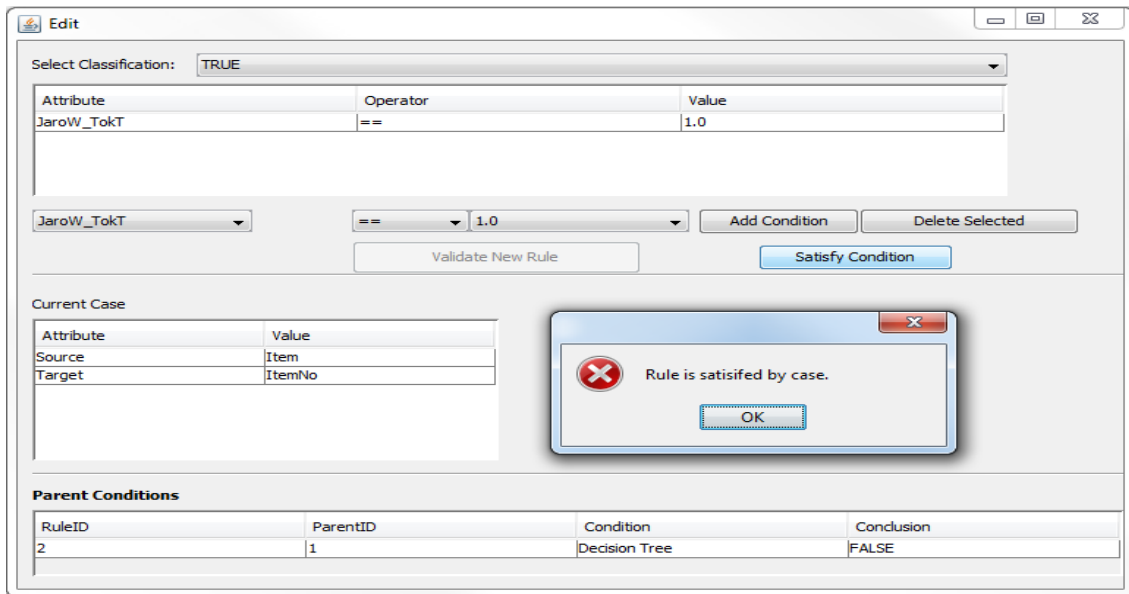 Edit
Select Classification: TRUE
Attribute Operator Value
JaroW_TokT == 1.0
JaroW_TokT == 1.0 Add Condition Delete Selected
Validate New Rule Satisfy Condition
Current Case
Attribute Value
Source Item
Target ItemNo
Rule is satisifed by case.
OK
Parent Conditions
RuleID ParentID Condition Conclusion
2 1 Decision Tree FALSE